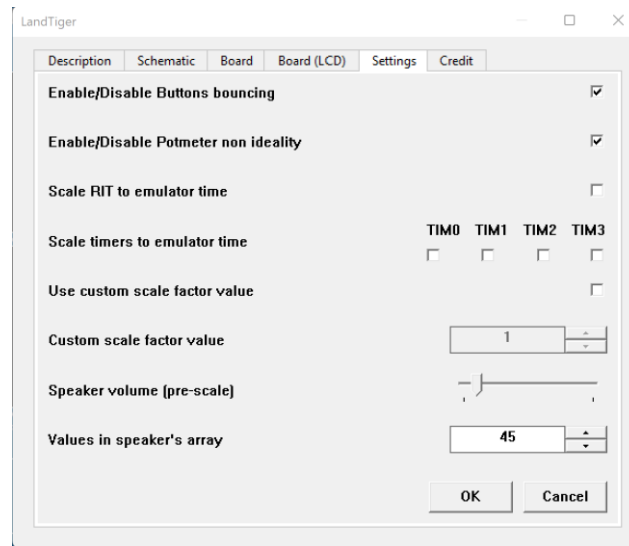 LandTiger
Description Schematic Board Board (LCD) Settings Credit
Enable/Disable Buttons bouncing
Enable/Disable Potmeter non ideality
Scale RIT to emulator time
TIM0 TIM1 TIM2 TIM3
Scale timers to emulator time
Use custom scale factor value
Custom scale factor value 1
Speaker volume (pre-scale)
Values in speaker's array 45
OK Cancel